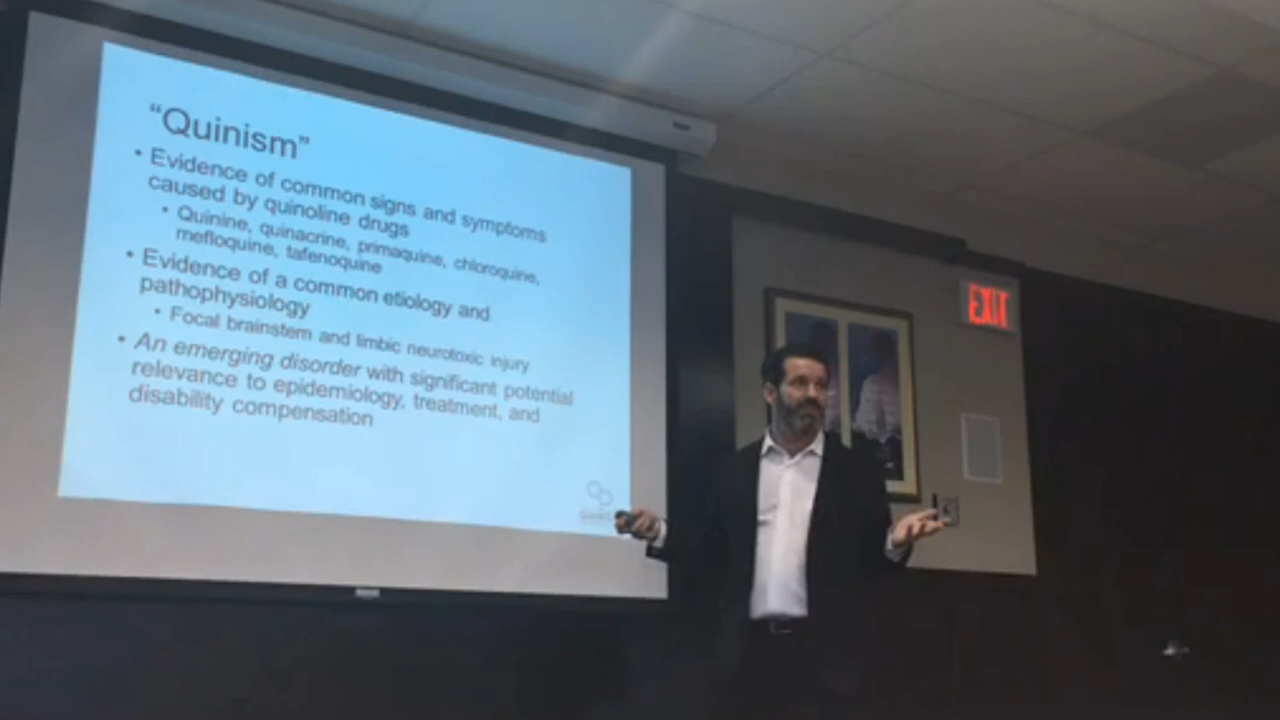 “Quinism”
• Evidence of common signs and symptoms
caused by quinoline drugs
• Quinine, quinacrine, primaquine, chloroquine,
mefloquine, tafenoquine
• Evidence of a common etiology and
pathophysiology
• Focal brainstem and limbic neurotoxic injury
• An emerging disorder with significant potential
relevance to epidemiology, treatment, and
disability compensation
EXIT